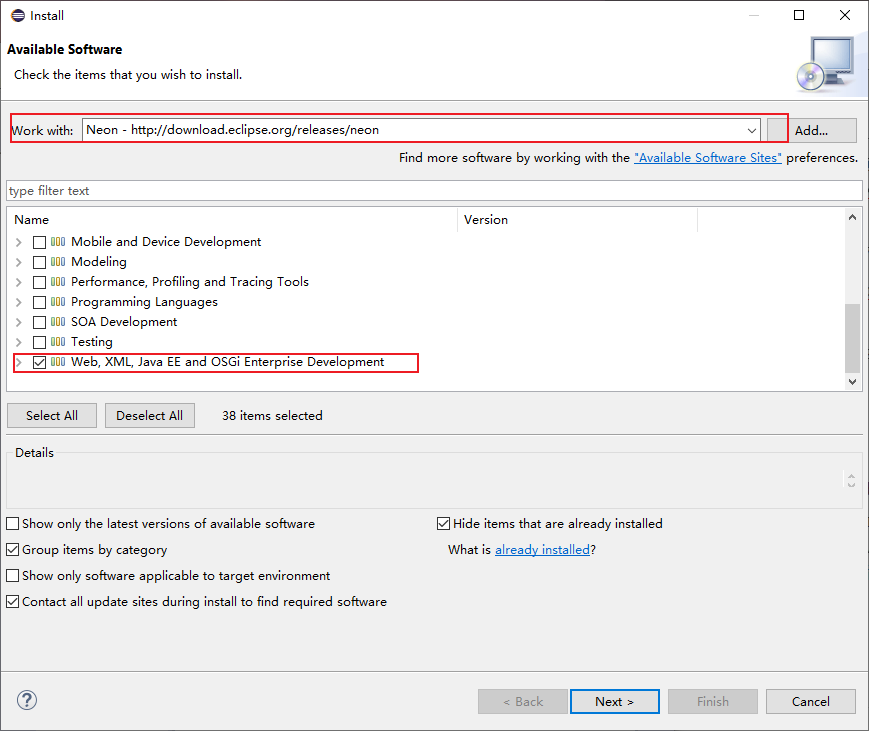 Install
Available Software
Check the items that you wish to install.
Work with: Neon - http://download.eclipse.org/releases/neon Add...
Find more software by working with the "Available Software Sites" preferences.
type filter text
Name Version
Mobile and Device Development
Modeling
Performance, Profiling and Tracing Tools
Programming Languages
SOA Development
Testing
Web, XML, Java EE and OSGi Enterprise Development
Select All Deselect All 38 items selected
Details
Show only the latest versions of available software Hide items that are already installed
Group items by category What is already installed?
Show only software applicable to target environment
Contact all update sites during install to find required software
? < Back Next > Finish Cancel